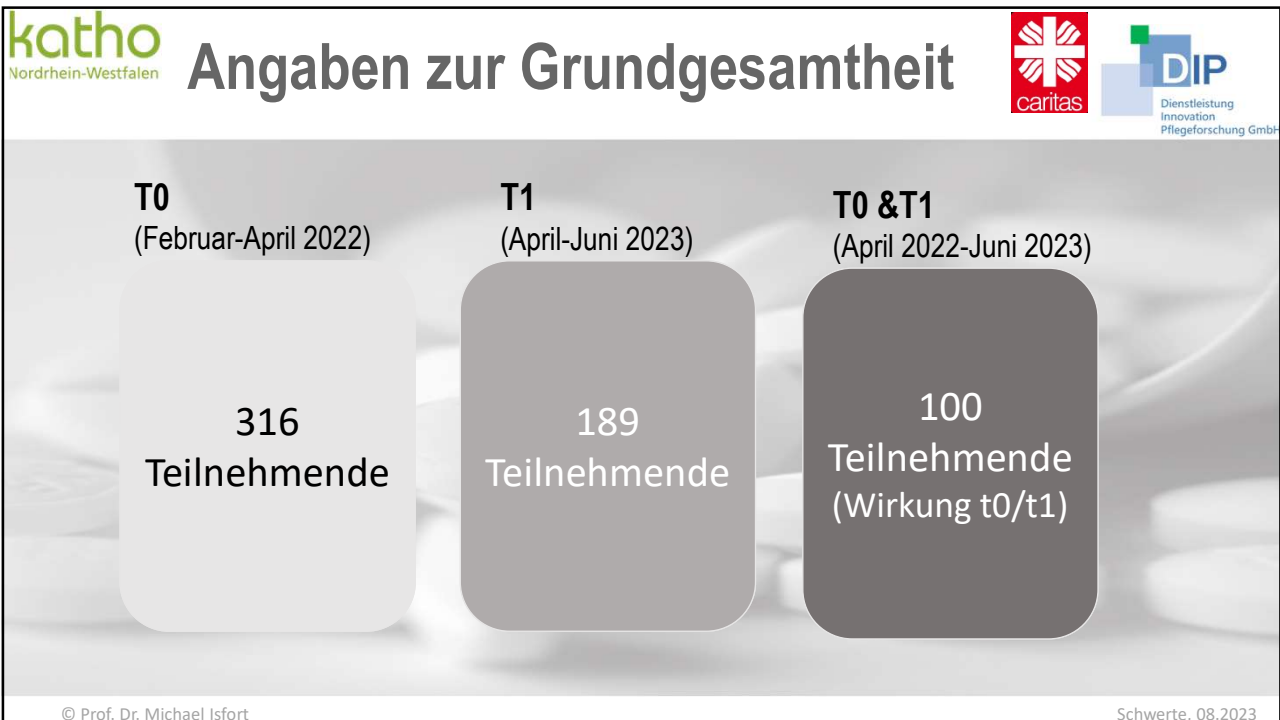 katho
Nordrhein-Westfalen
Angaben zur Grundgesamtheit
caritas
DIP
Dienstleistung
Innovation
Pflegeforschung GmbH
T0
(Februar-April 2022)
316
Teilnehmende
T1
(April-Juni 2023)
189
Teilnehmende
T0 &T1
(April 2022-Juni 2023)
100
Teilnehmende
(Wirkung t0/t1)
© Prof. Dr. Michael Isfort
Schwerte, 08.2023